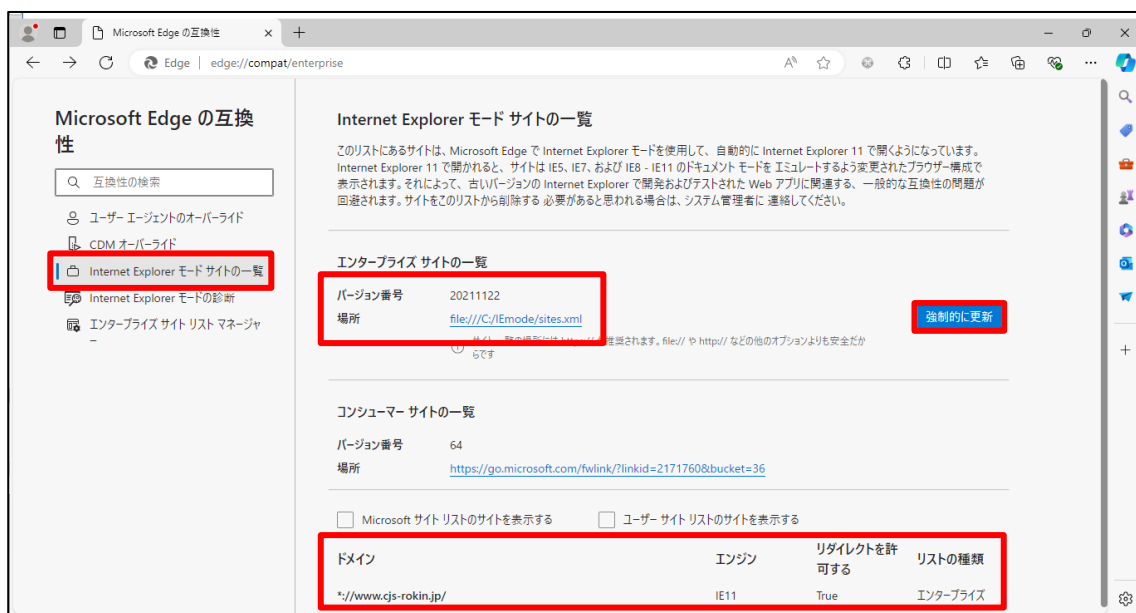 Microsoft Edge の互換性
Edge | edge://compat/enterprise
Microsoft Edge の互換
性
互換性の検索
ユーザー エージェントのオーバーライド
CDM オーバーライド
Internet Explorer モード サイトの一覧
Internet Explorer モードの診断
エンタープライズ サイト リスト マネージャ
ー
Internet Explorer モード サイトの一覧
このリストにあるサイトは、Microsoft Edge で Internet Explorer モードを使用して、自動的に Internet Explorer 11 で開くようになっています。
Internet Explorer 11 で開かれると、サイトは IE5、IE7、および IE8 - IE11 のドキュメント モードを エミュレートするよう変更されたブラウザー構成で
表示されます。それによって、古いバージョンの Internet Explorer で開発およびテストされた Web アプリに関連する、一般的な互換性の問題が
回避されます。サイトをこのリストから削除する 必要があると思われる場合は、システム管理者に 連絡してください。
エンタープライズ サイトの一覧
バージョン番号 20211122
場所 file:///C:/IEmode/sites.xml
強制的に更新
推奨されます。file:// や http:// などの他のオプションよりも安全だか
らです
コンシューマー サイトの一覧
バージョン番号 64
場所 https://go.microsoft.com/fwlink/?linkid=2171760&bucket=36
Microsoft サイト リストのサイトを表示する ユーザー サイト リストのサイトを表示する
ドメイン エンジン リダイレクトを許可する リストの種類
*://www.cjs-rokin.jp/ IE11 True エンタープライズ